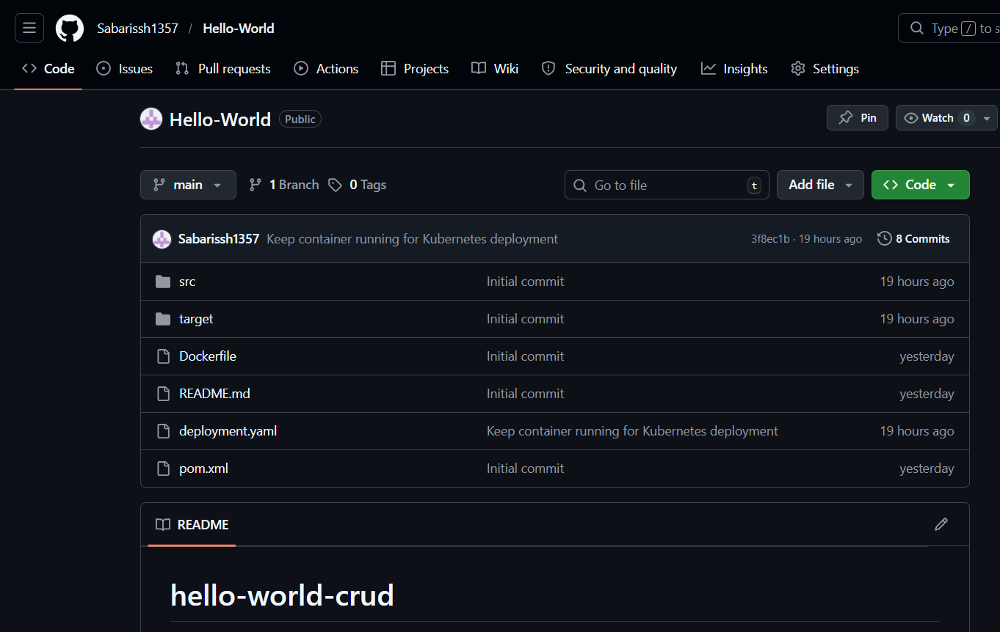 Sabarissh1357 / Hello-World
Type / to s
Code Issues Pull requests Actions Projects Wiki Security and quality Insights Settings
Hello-World Public Pin Watch 0
main 1 Branch 0 Tags Go to file t Add file Code
Sabarissh1357 Keep container running for Kubernetes deployment 3f8ec1b · 19 hours ago 8 Commits
src Initial commit 19 hours ago
target Initial commit 19 hours ago
Dockerfile Initial commit yesterday
README.md Initial commit yesterday
deployment.yaml Keep container running for Kubernetes deployment 19 hours ago
pom.xml Initial commit yesterday
README
hello-world-crud